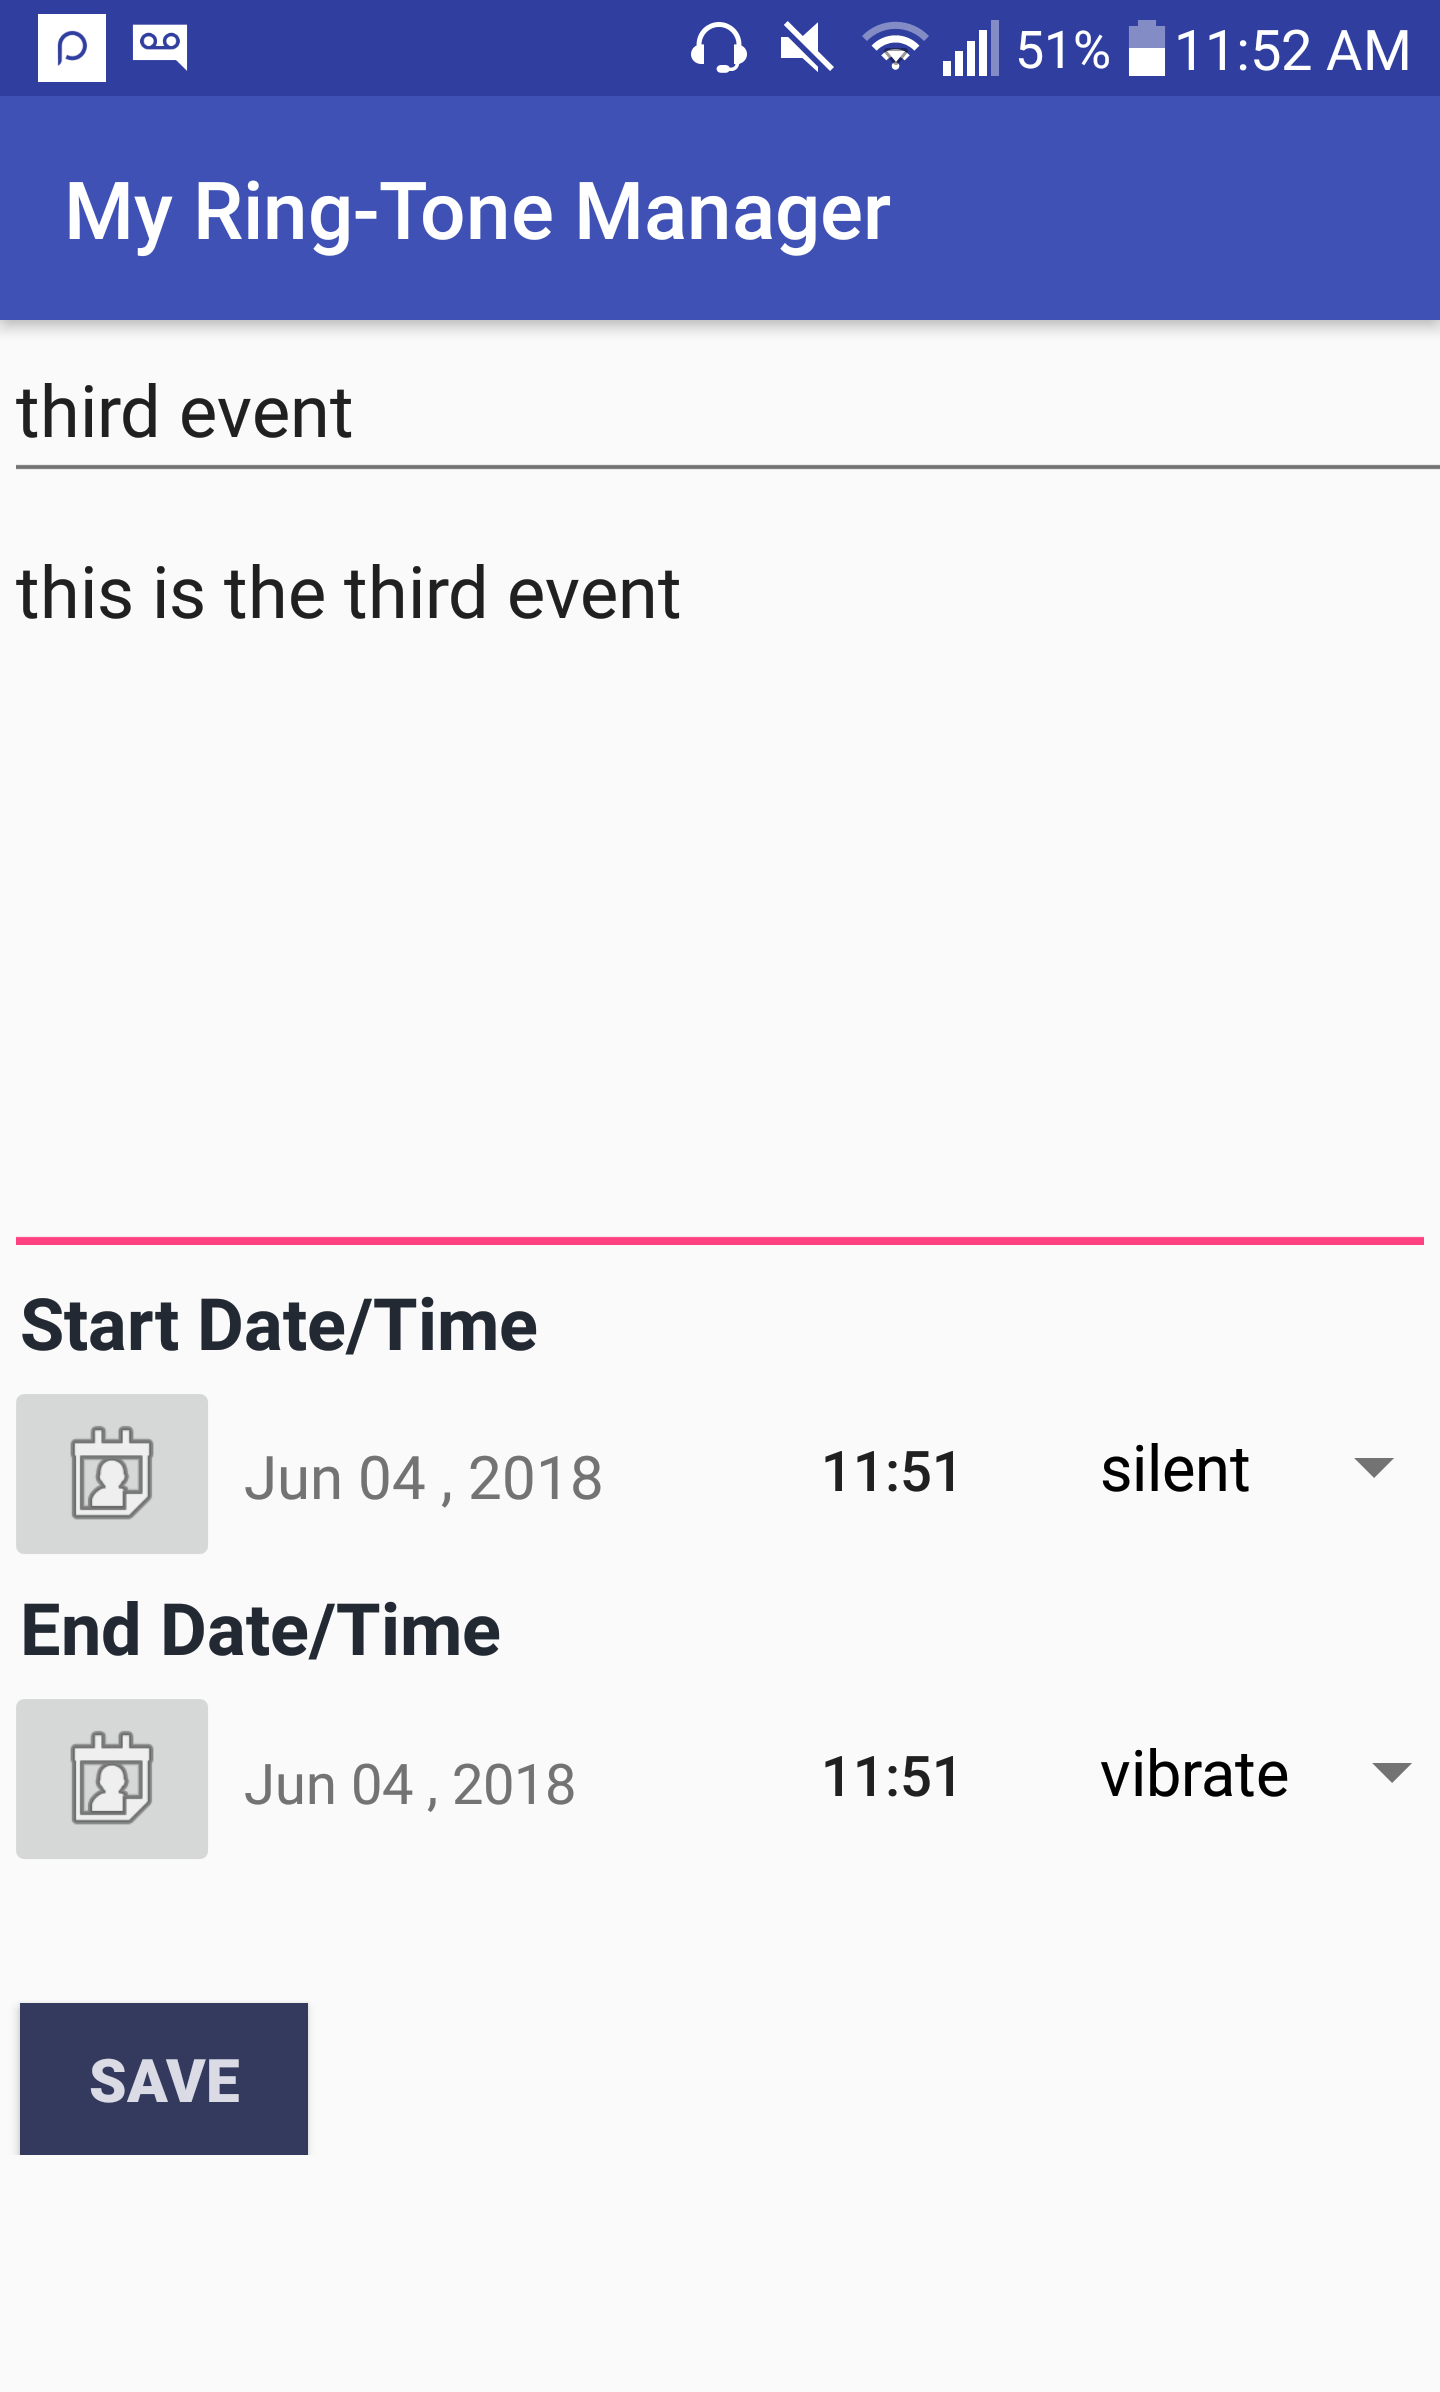 51% 11:52 AM
My Ring-Tone Manager
third event
this is the third event
Start Date/Time
Jun 04 , 2018 11:51 silent
End Date/Time
Jun 04 , 2018 11:51 vibrate
SAVE